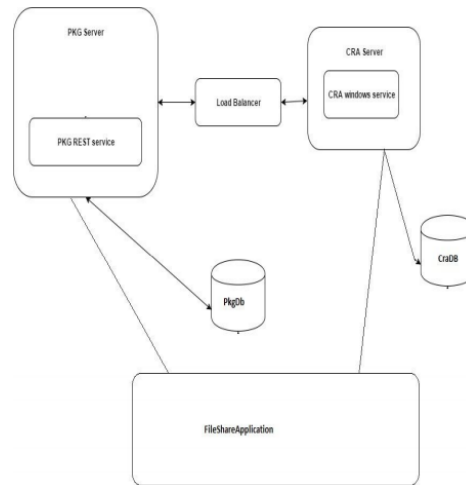 PKG Server
CRA Server
CRA windows service
Load Balancer
PKG REST service
CraDB
PkgDb
FileShareApplication